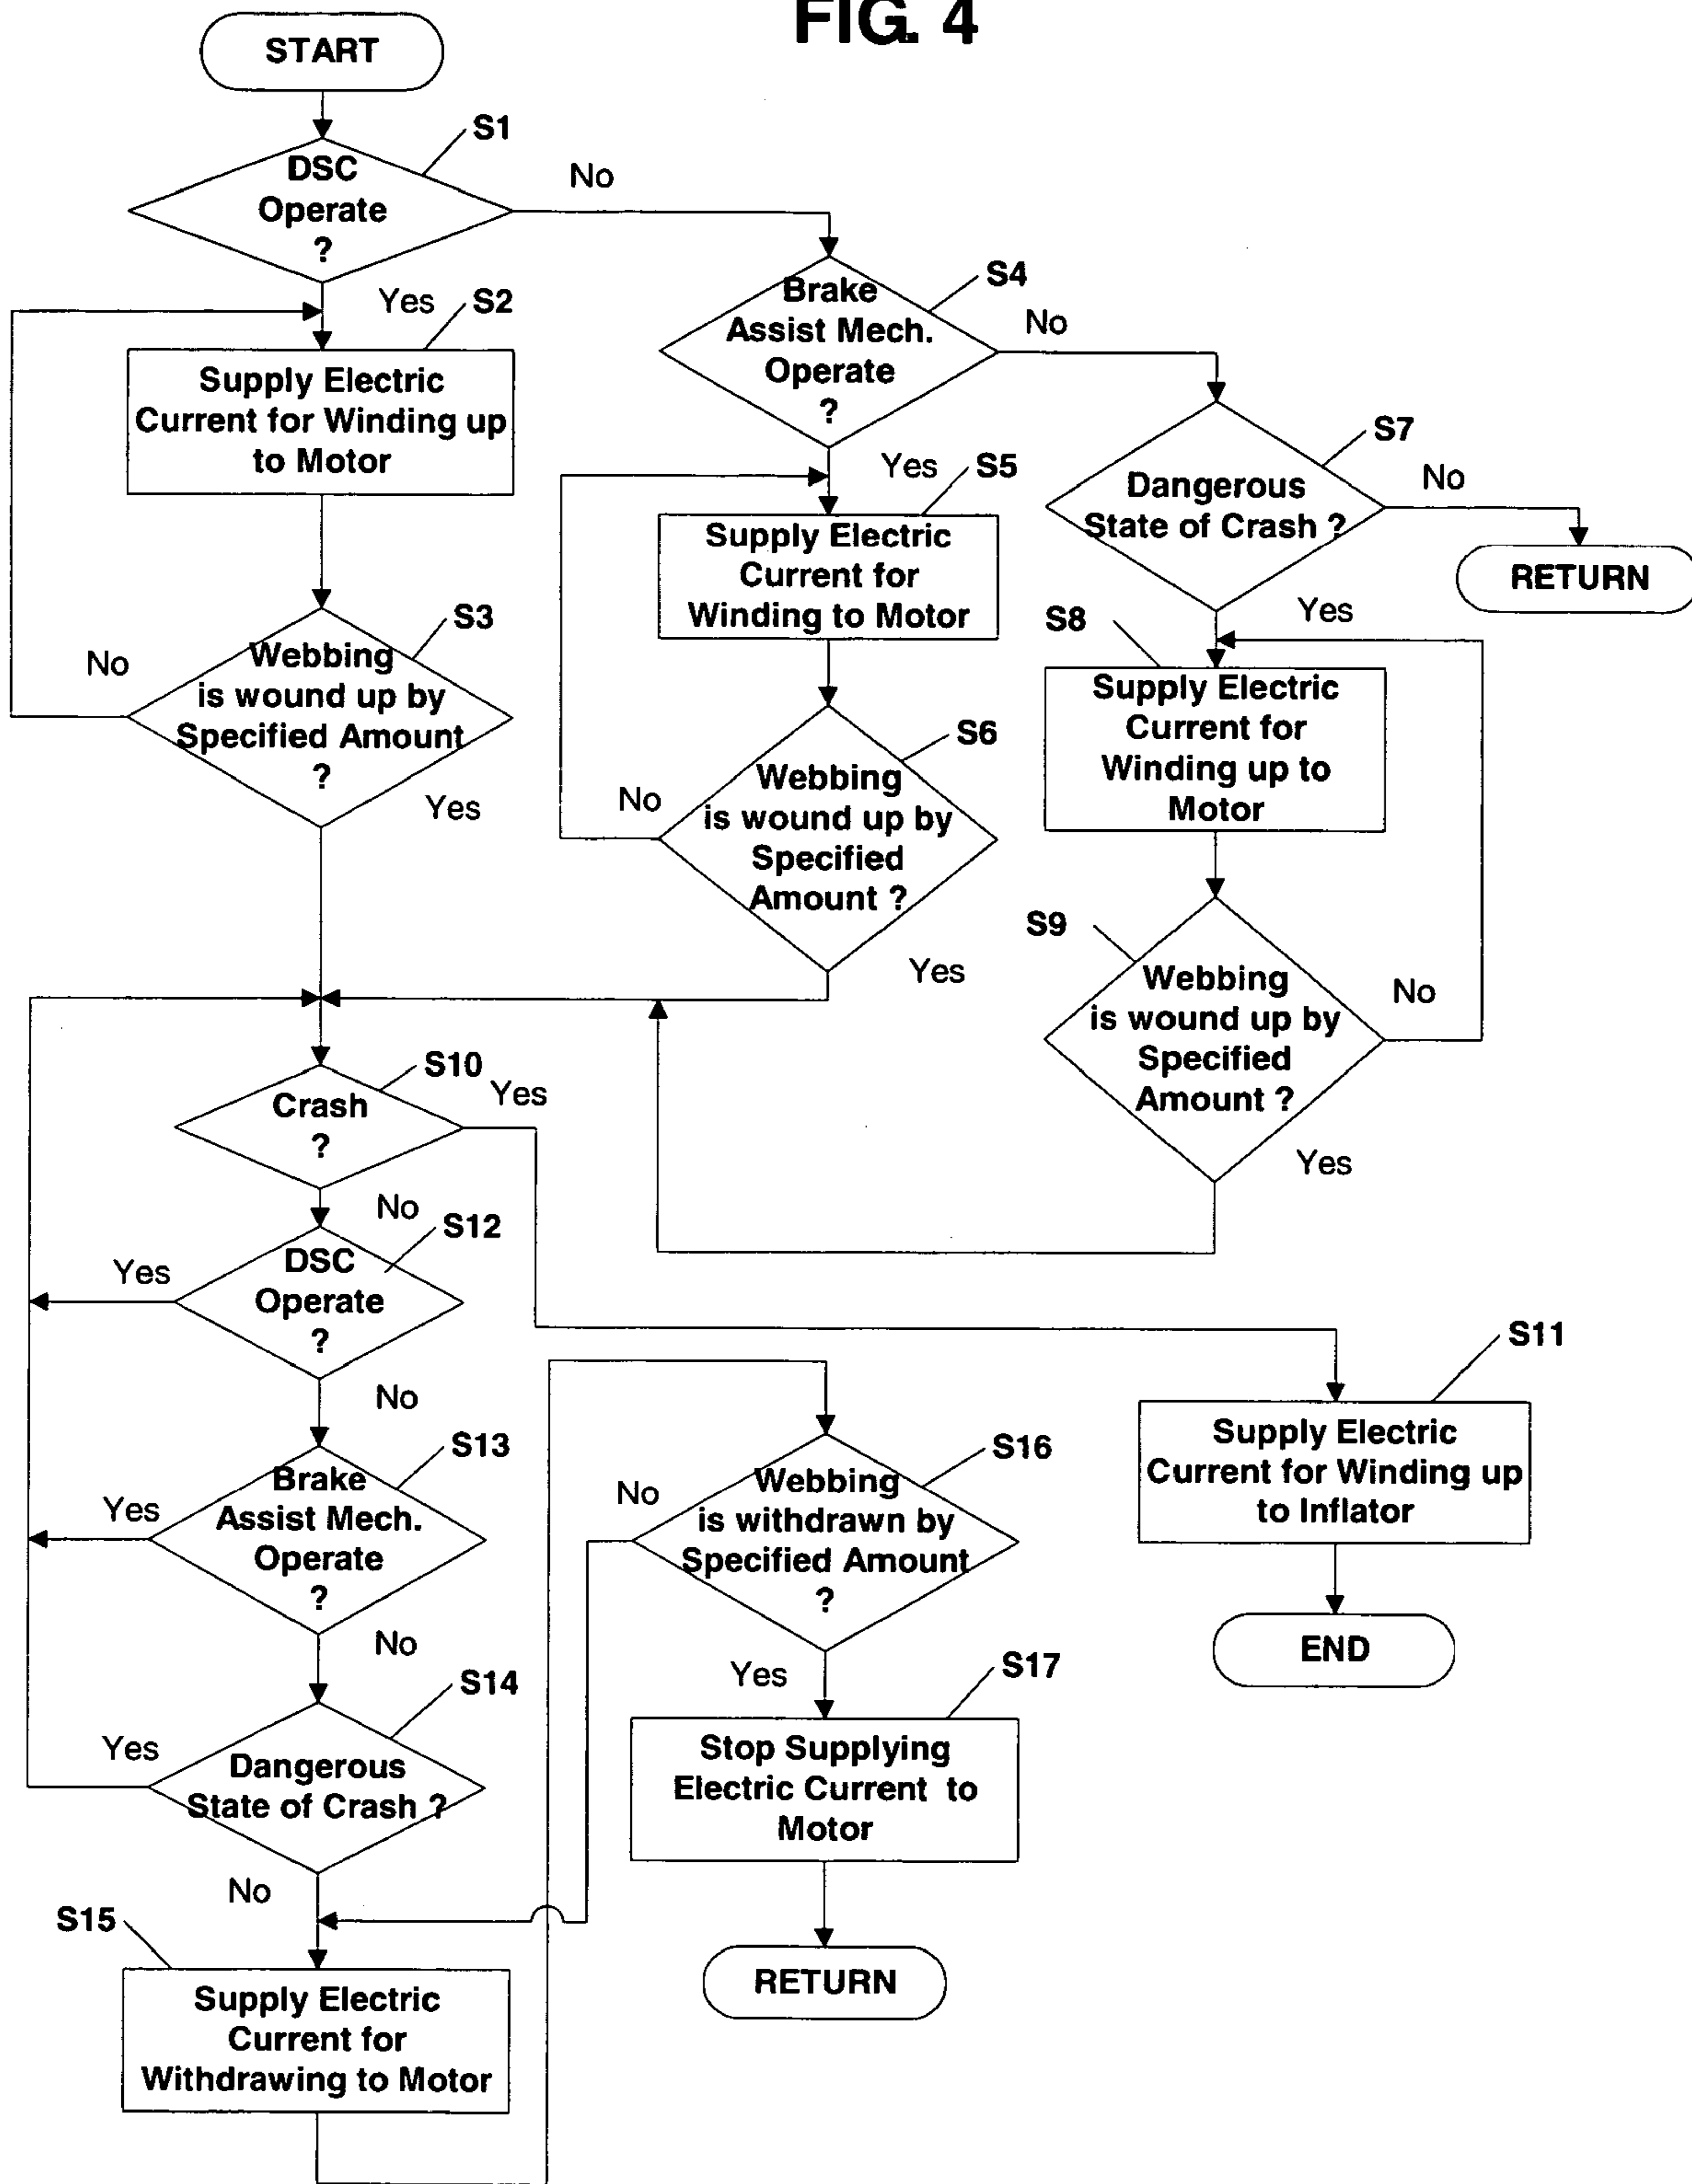 FIG. 4
START
S1
DSC
Operate
?
No
Yes
S2
Supply Electric
Current for Winding up
to Motor
S3
Webbing
is wound up by
Specified Amount
?
No
Yes
S4
Brake
Assist Mech.
Operate
?
No
Yes
S5
Supply Electric
Current for
Winding to Motor
S6
Webbing
is wound up by
Specified
Amount ?
No
Yes
S7
Dangerous
State of Crash ?
No
RETURN
Yes
S8
Supply Electric
Current for
Winding up to
Motor
S9
Webbing
is wound up by
Specified
Amount ?
No
Yes
S10
Crash
?
Yes
No
S12
DSC
Operate
?
Yes
No
S11
Supply Electric
Current for Winding up
to Inflator
END
S13
Brake
Assist Mech.
Operate
?
Yes
No
S14
Dangerous
State of Crash ?
Yes
No
S15
Supply Electric
Current for
Withdrawing to Motor
S16
Webbing
is withdrawn by
Specified Amount
?
No
Yes
S17
Stop Supplying
Electric Current to
Motor
RETURN